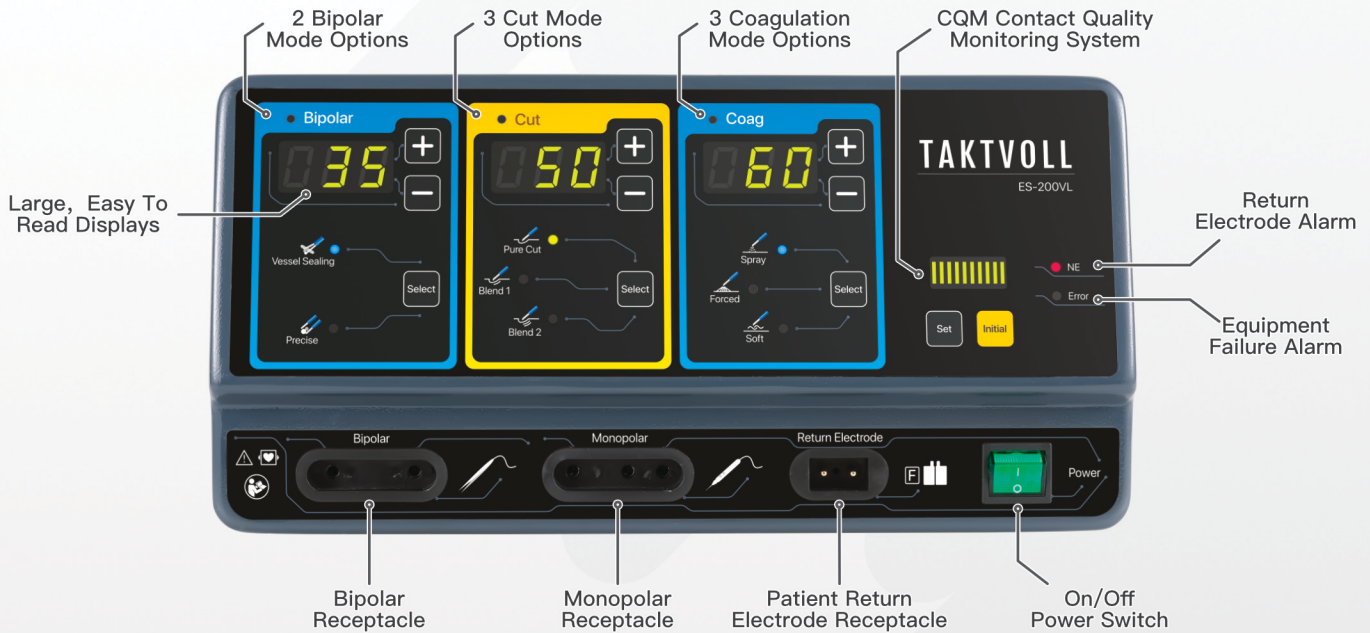 2 Bipolar
Mode Options
3 Cut Mode
Options
3 Coagulation
Mode Options
CQM Contact Quality
Monitoring System
Bipolar
Cut
Coag
35
50
60
+
+
+
−
−
−
TAKTVOLL
ES-200VL
Large, Easy To
Read Displays
Return
Electrode Alarm
Vessel Sealing
Pure Cut
Spray
NE
Select
Blend 1
Select
Forced
Select
Error
Precise
Blend 2
Soft
Set
Initial
Equipment
Failure Alarm
Bipolar
Monopolar
Return Electrode
F
I
O
Power
Bipolar
Receptacle
Monopolar
Receptacle
Patient Return
Electrode Receptacle
On/Off
Power Switch